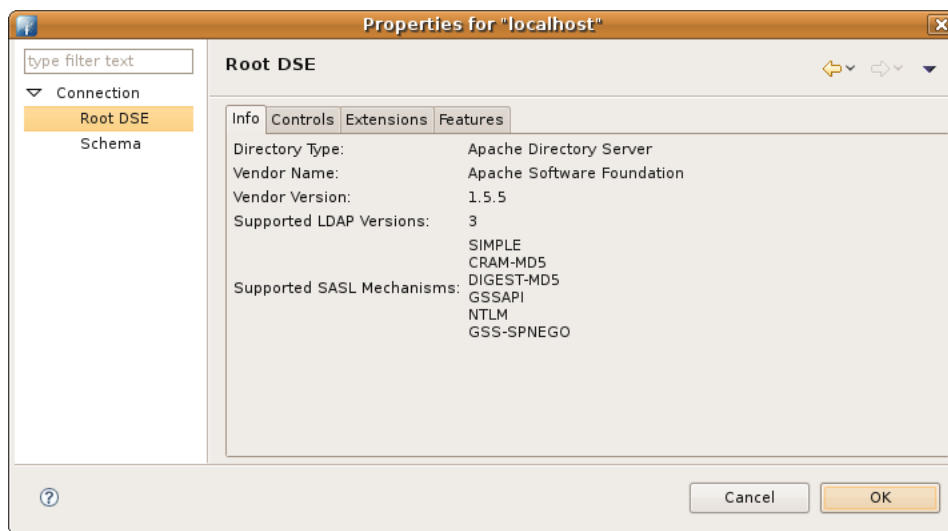 Properties for "localhost"
type filter text
Connection
Root DSE
Schema
Root DSE
Info Controls Extensions Features
Directory Type: Apache Directory Server
Vendor Name: Apache Software Foundation
Vendor Version: 1.5.5
Supported LDAP Versions: 3
Supported SASL Mechanisms:
SIMPLE
CRAM-MD5
DIGEST-MD5
GSSAPI
NTLM
GSS-SPNEGO
Cancel OK